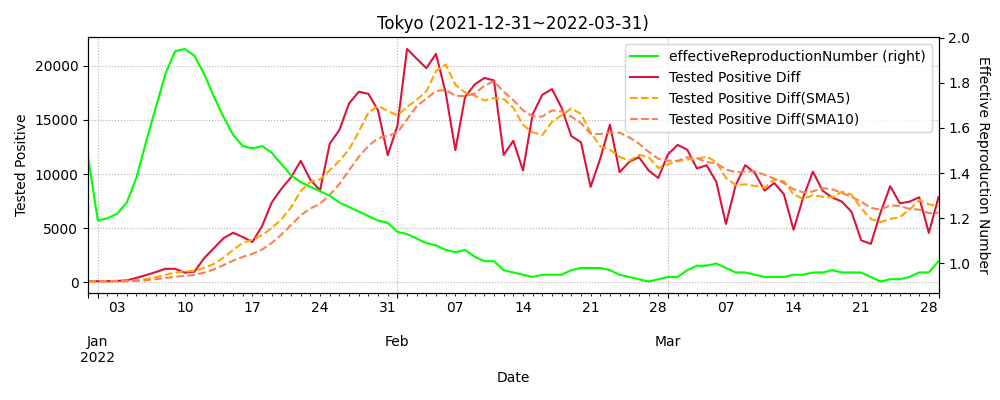 Tokyo (2021-12-31~2022-03-31)
effectiveReproductionNumber (right)
Tested Positive Diff
Tested Positive Diff(SMA5)
Tested Positive Diff(SMA10)
Tested Positive
20000
15000
10000
5000
0
2.0
1.8
1.6
1.4
1.2
1.0
Effective Reproduction Number
03 10 17 24 07 14 21 28 07 14 21 28
Jan Feb Mar
2022
Date